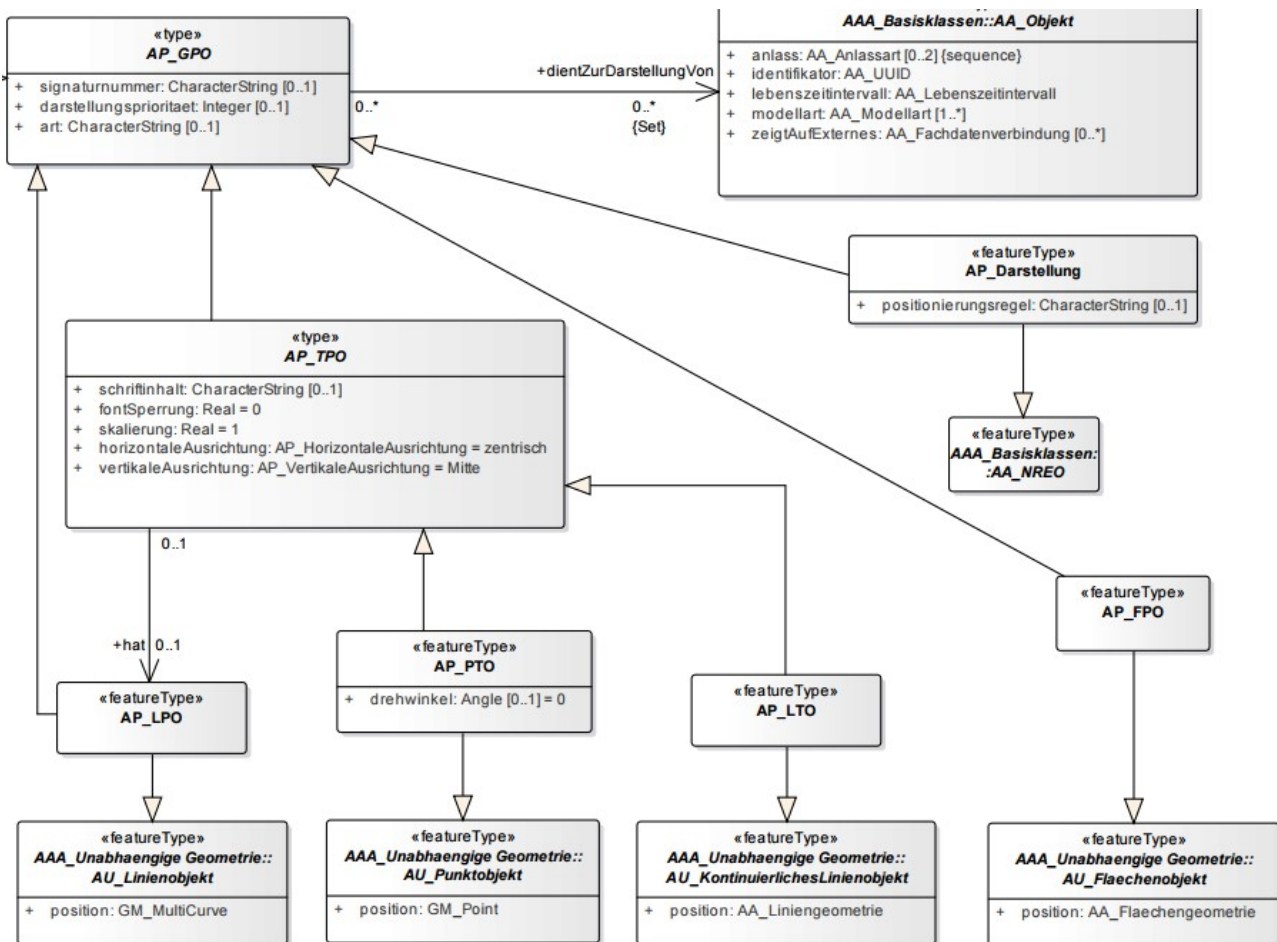 «type»
AP_GPO
+ signaturnummer: CharacterString [0..1]
+ darstellungsprioritaet: Integer [0..1]
+ art: CharacterString [0..1]
+dientZurDarstellungVon
0..*
0..*
{Set}
AAA_Basisklassen::AA_Objekt
+ anlass: AA_Anlassart [0..2] {sequence}
+ identifikator: AA_UUID
+ lebenszeitintervall: AA_Lebenszeitintervall
+ modellart: AA_Modellart [1..*]
+ zeigtAufExternes: AA_Fachdatenverbindung [0..*]
«featureType»
AP_Darstellung
+ positionierungsregel: CharacterString [0..1]
«type»
AP_TPO
+ schriftinhalt: CharacterString [0..1]
+ fontSperrung: Real = 0
+ skalierung: Real = 1
+ horizontaleAusrichtung: AP_HorizontaleAusrichtung = zentrisch
+ vertikaleAusrichtung: AP_VertikaleAusrichtung = Mitte
«featureType»
AAA_Basisklassen:
:AA_NREO
0..1
+hat 0..1
«featureType»
AP_LPO
«featureType»
AP_PTO
+ drehwinkel: Angle [0..1] = 0
«featureType»
AP_LTO
«featureType»
AP_FPO
«featureType»
AAA_Unabhaengige Geometrie::
AU_Linienobjekt
+ position: GM_MultiCurve
«featureType»
AAA_Unabhaengige Geometrie::
AU_Punktobjekt
+ position: GM_Point
«featureType»
AAA_Unabhaengige Geometrie::
AU_KontinuierlichesLinienobjekt
+ position: AA_Liniengeometrie
«featureType»
AAA_Unabhaengige Geometrie::
AU_Flaechenobjekt
+ position: AA_Flaechengeometrie